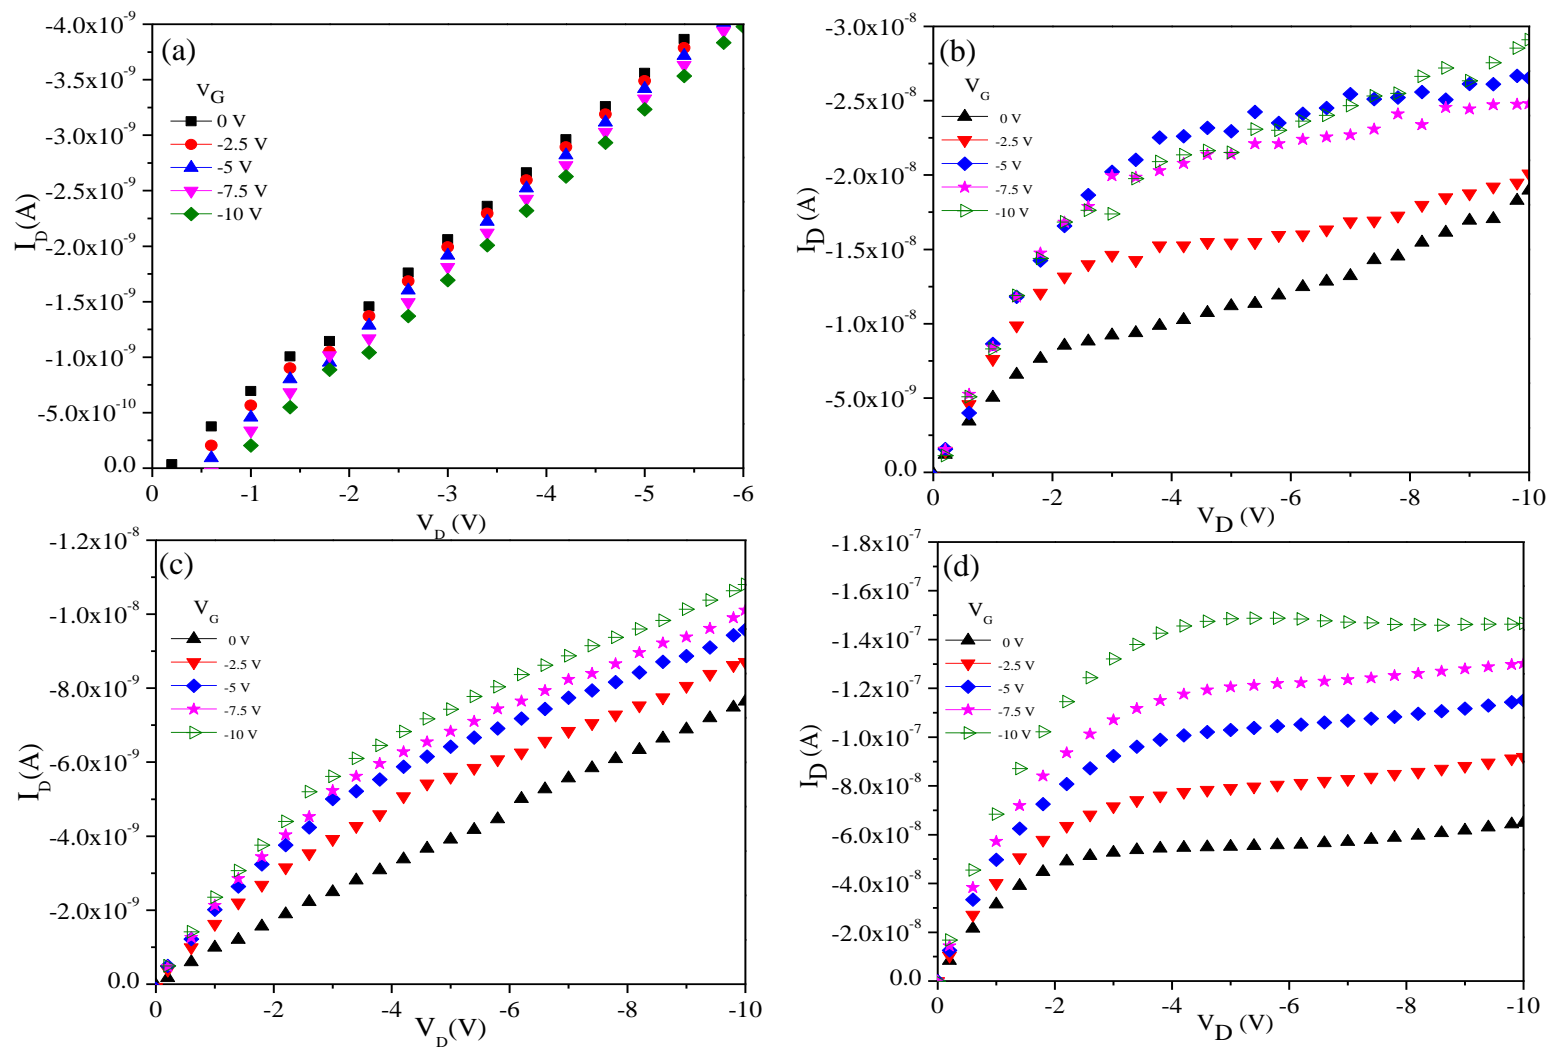 (a)
-4.0x10-9
-3.5x10-9
-3.0x10-9
-2.5x10-9
-2.0x10-9
-1.5x10-9
-1.0x10-9
-5.0x10-10
0.0
ID(A)
VG
0 V
-2.5 V
-5 V
-7.5 V
-10 V
0 -1 -2 -3 -4 -5 -6
VD (V)
(b)
-3.0x10-8
-2.5x10-8
-2.0x10-8
-1.5x10-8
-1.0x10-8
-5.0x10-9
0.0
ID (A)
VG
0 V
-2.5 V
-5 V
-7.5 V
-10 V
0 -2 -4 -6 -8 -10
VD (V)
(c)
-1.2x10-8
-1.0x10-8
-8.0x10-9
-6.0x10-9
-4.0x10-9
-2.0x10-9
0.0
ID(A)
VG
0 V
-2.5 V
-5 V
-7.5 V
-10 V
0 -2 -4 -6 -8 -10
VD(V)
(d)
-1.8x10-7
-1.6x10-7
-1.4x10-7
-1.2x10-7
-1.0x10-7
-8.0x10-8
-6.0x10-8
-4.0x10-8
-2.0x10-8
0.0
ID (A)
VG
0 V
-2.5 V
-5 V
-7.5 V
-10 V
0 -2 -4 -6 -8 -10
VD (V)